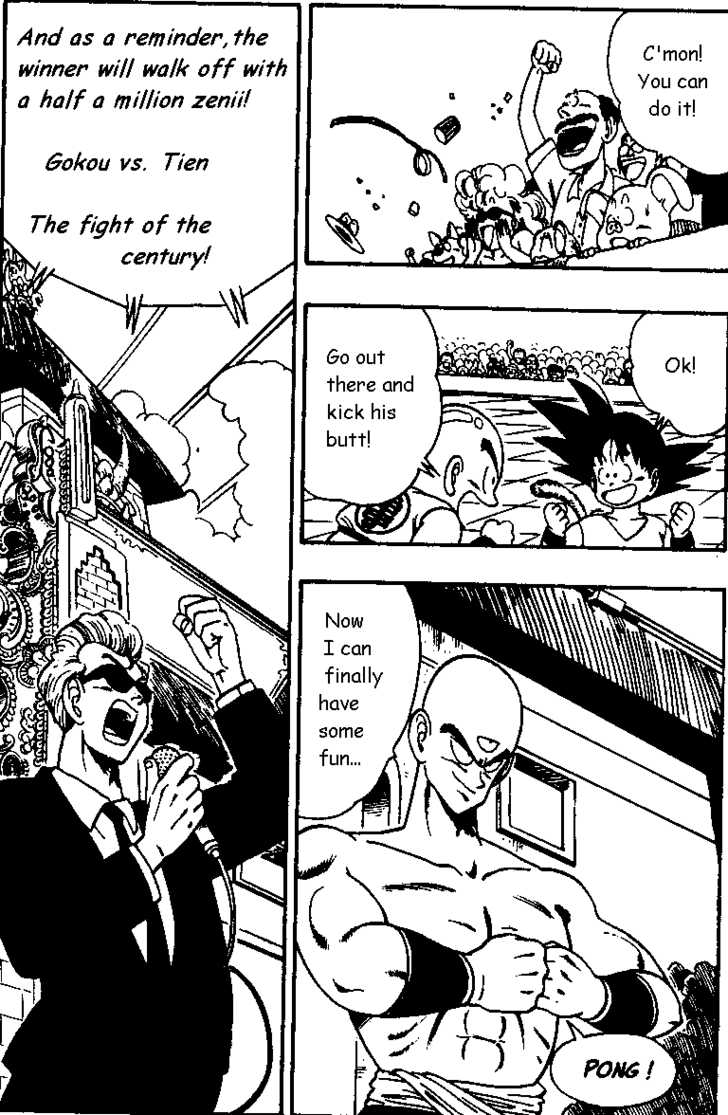 And as a reminder, the
winner will walk off with
a half a million zenii!
Gokou vs. Tien
The fight of the
century!
C'mon!
You can
do it!
Go out
there and
kick his
butt!
Ok!
Now
I can
finally
have
some
fun...
PONG!